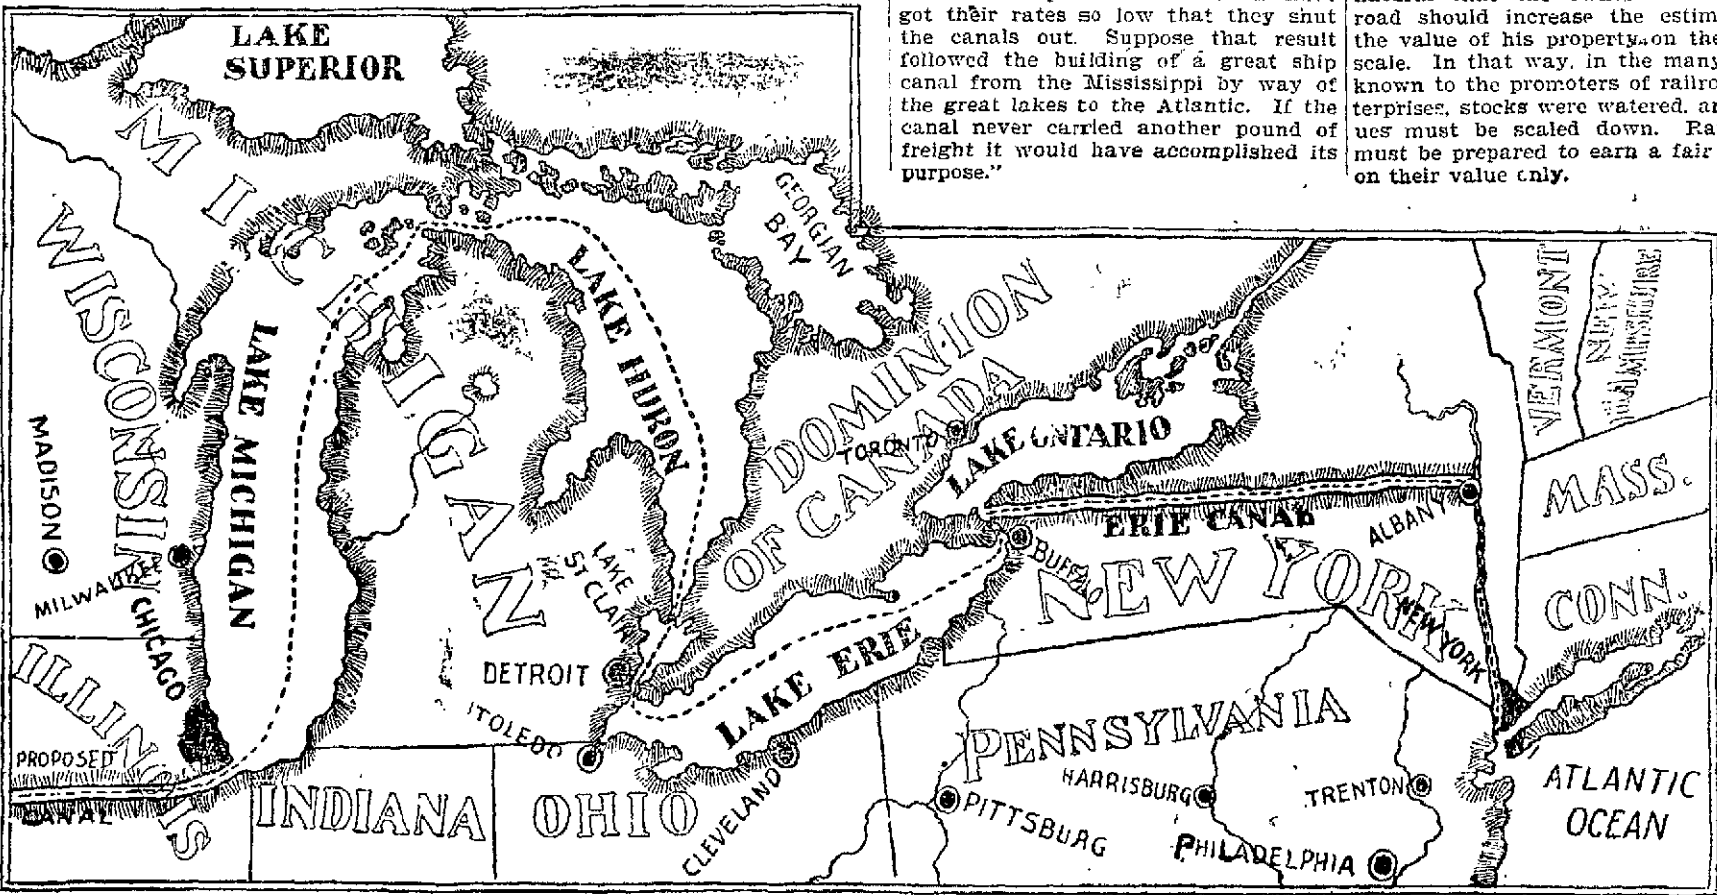 got their rates so low that they shut
the canals out. Suppose that result
followed the building of a great ship
canal from the Mississippi by way of
the great lakes to the Atlantic. If the
canal never carried another pound of
freight it would have accomplished its
purpose."
road should increase the estim
the value of his property on the
scale. In that way, in the many
known to the promoters of railro
terprises, stocks were watered. an
ues must be scaled down. Ra
must be prepared to earn a fair
on their value only.
LAKE
SUPERIOR
MICHIGAN
WISCONSIN
GEORGIAN
BAY
LAKE HURON
LAKE MICHIGAN
DOMINION
OF CANADA
VERMONT
NEW
HAMPSHIRE
MADISON
TORONTO
LAKE ONTARIO
MASS.
ERIE CANAL
ALBANY
MILWAUKEE
CHICAGO
LAKE
ST CLAIR
BUFFALO
NEW YORK
CONN.
NEW YORK
ILLINOIS
DETROIT
LAKE ERIE
TOLEDO
PENNSYLVANIA
PROPOSED
CANAL
INDIANA
OHIO
CLEVELAND
PITTSBURG
HARRISBURG
TRENTON
PHILADELPHIA
ATLANTIC
OCEAN